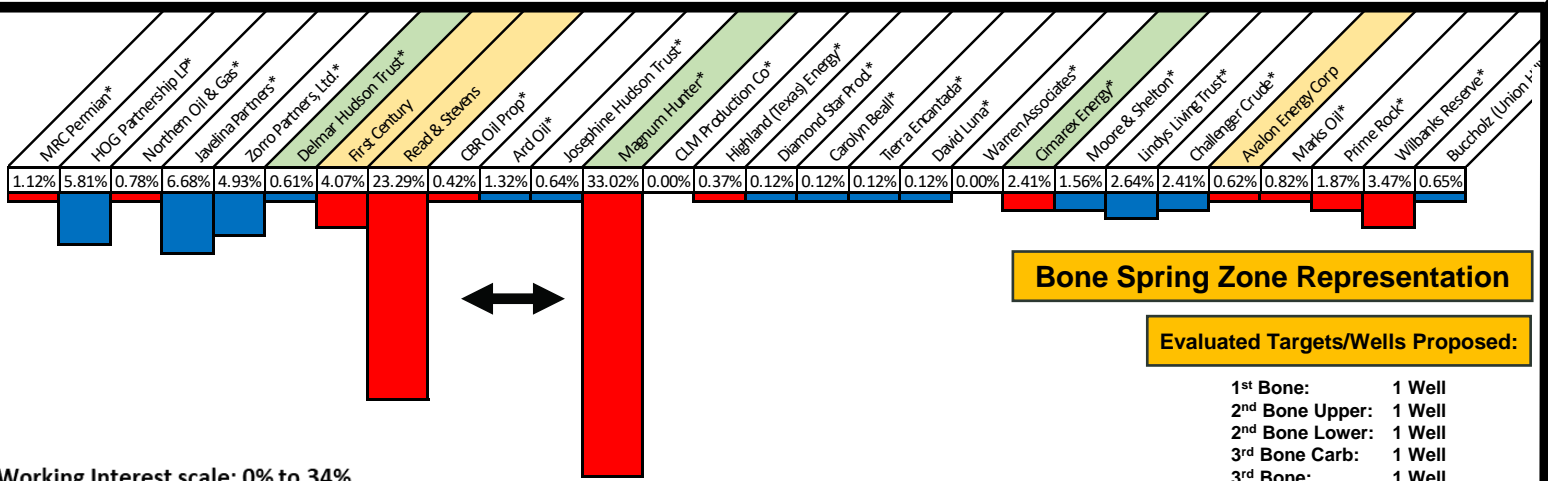 MRC Permian*
HOG Partnership LP*
Northern Oil & Gas*
Javelina Partners*
Zorro Partners, Ltd.*
Delmar Hudson Trust*
First Century
Read & Stevens
CBR Oil Prop*
Ard Oil*
Josephine Hudson Trust*
Magnum Hunter*
CLM Production Co*
Highland (Texas) Energy*
Diamond Star Prod.*
Carolyn Beall*
Tierra Encantada*
David Luna*
Warren Associates*
Cimarex Energy*
Moore & Shelton*
Lindys Living Trust*
Challenger Crude*
Avalon Energy Corp
Marks Oil*
Prime Rock*
Wilbanks Reserve*
Buccholz (Union
1.12% 5.81% 0.78% 6.68% 4.93% 0.61% 4.07% 23.29% 0.42% 1.32% 0.64% 33.02% 0.00% 0.37% 0.12% 0.12% 0.12% 0.12% 0.00% 2.41% 1.56% 2.64% 2.41% 0.62% 0.82% 1.87% 3.47% 0.65%
Bone Spring Zone Representation
Evaluated Targets/Wells Proposed:
1st Bone: 1 Well
2nd Bone Upper: 1 Well
2nd Bone Lower: 1 Well
3rd Bone Carb: 1 Well
3rd Bone: 1 Well
Working Interest scale: 0% to 34%